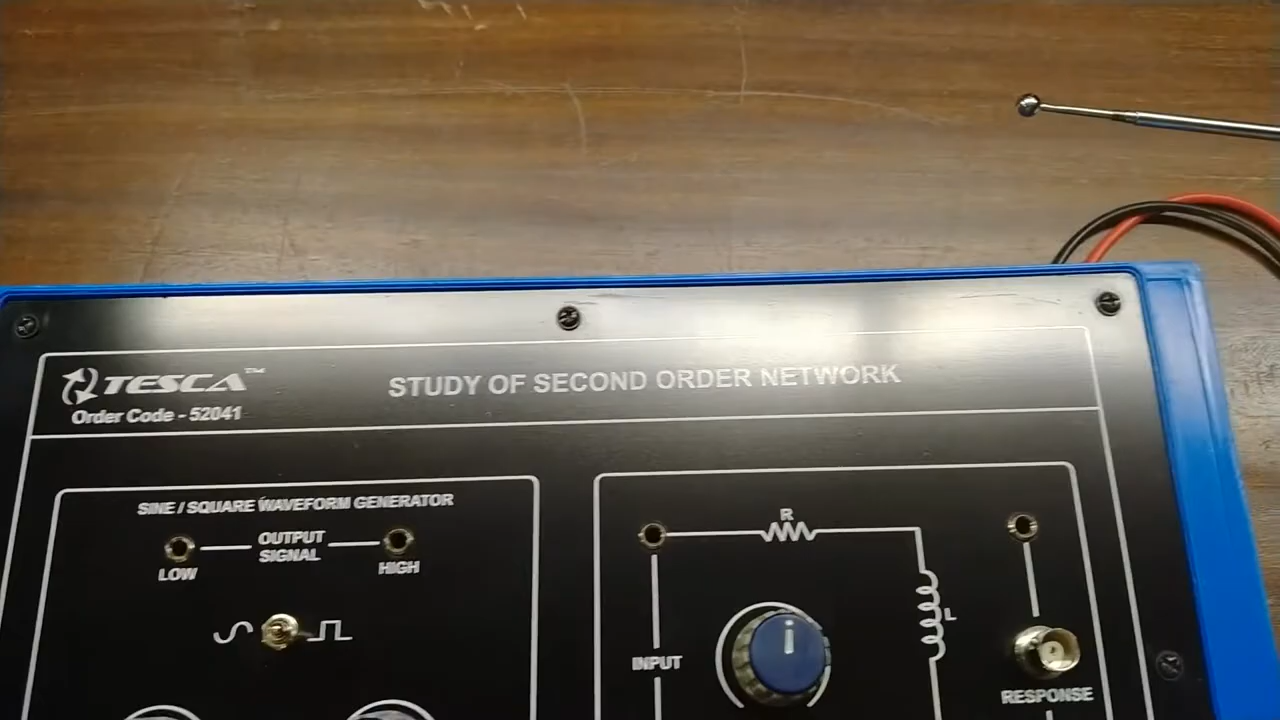 TESCA™
Order Code - 52041
STUDY OF SECOND ORDER NETWORK
SINE / SQUARE WAVEFORM GENERATOR
OUTPUT
SIGNAL
LOW
HIGH
R
L
INPUT
RESPONSE